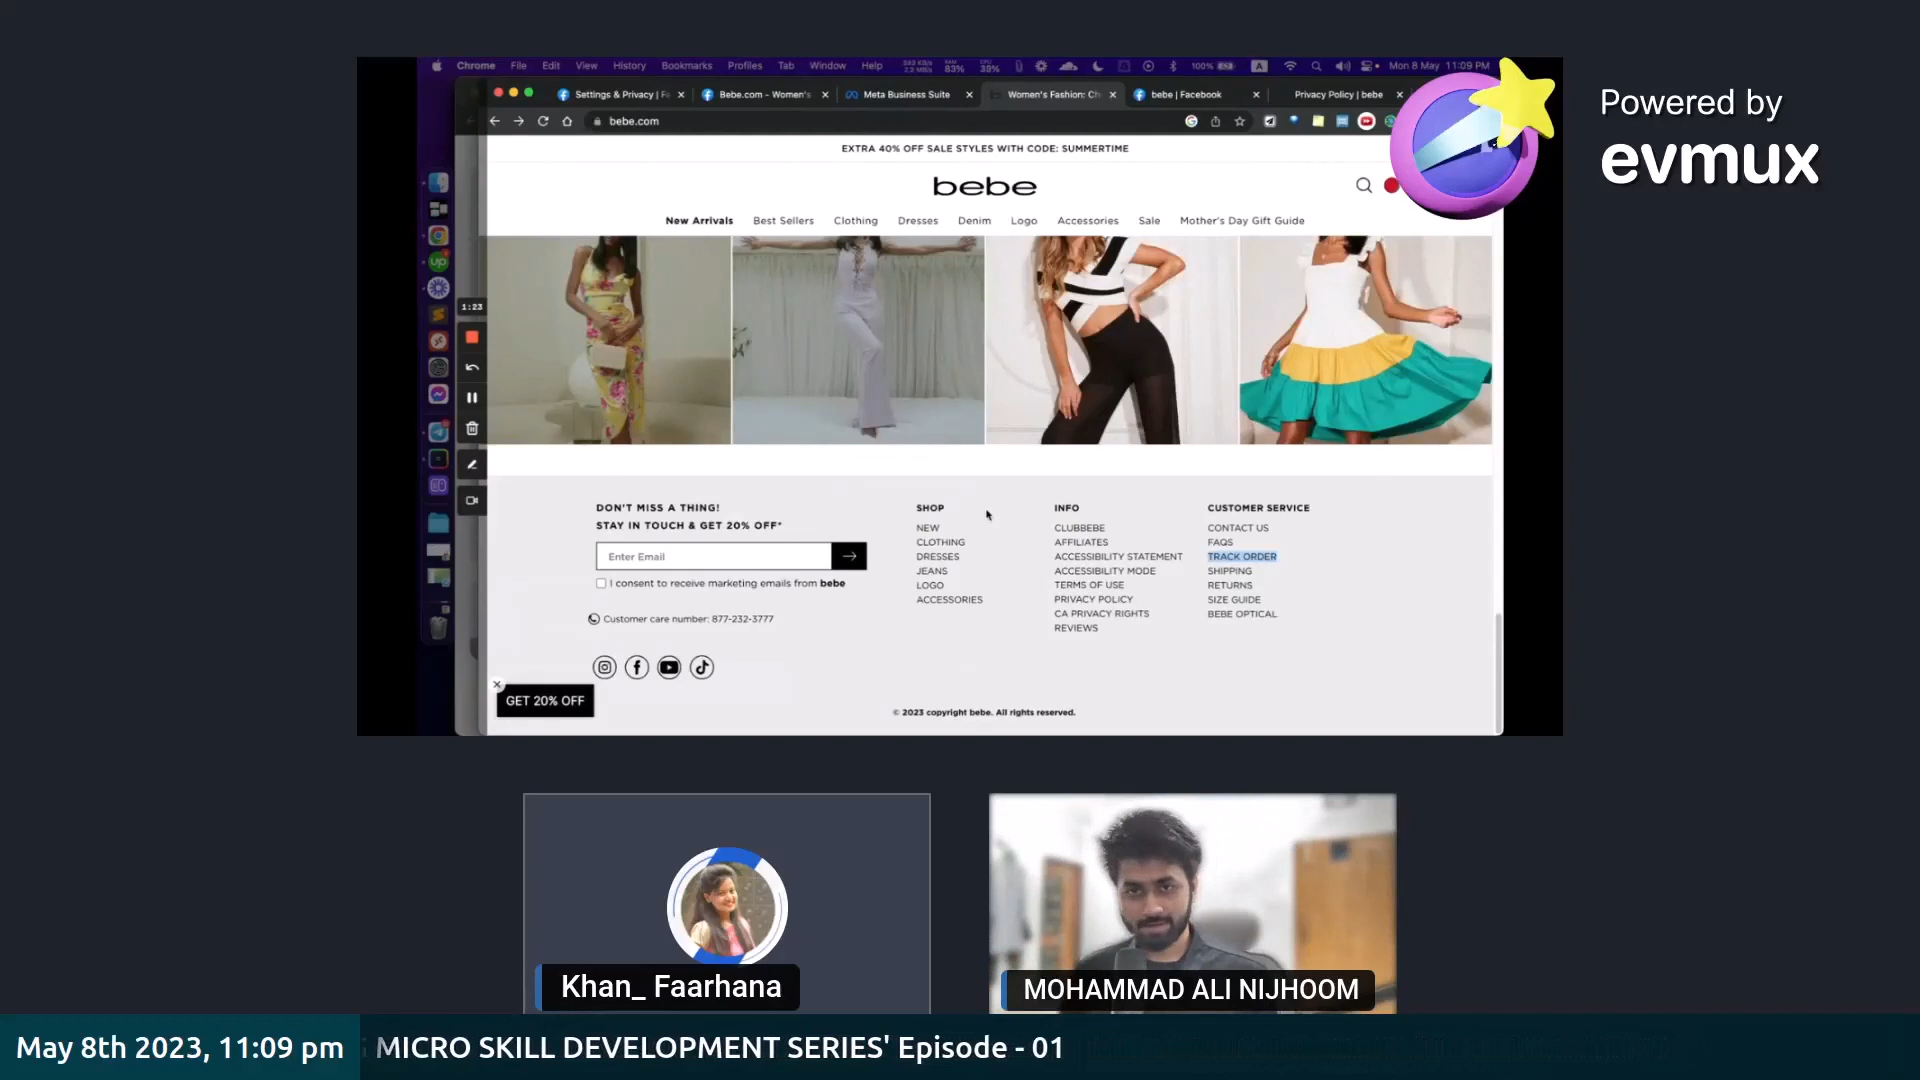 Chrome File Edit View History Bookmarks Profiles Tab Window Help 83% 39% 100% A Mon 8 May 11:09 PM
Settings & Privacy | Fa Bebe.com - Women's Meta Business Suite Women's Fashion: Ch bebe | Facebook Privacy Policy | bebe
bebe.com
Powered by
evmux
EXTRA 40% OFF SALE STYLES WITH CODE: SUMMERTIME
bebe
New Arrivals Best Sellers Clothing Dresses Denim Logo Accessories Sale Mother's Day Gift Guide
up
1:23
DON'T MISS A THING!
STAY IN TOUCH & GET 20% OFF*
Enter Email
I consent to receive marketing emails from bebe
Customer care number: 877-232-3777
SHOP
NEW
CLOTHING
DRESSES
JEANS
LOGO
ACCESSORIES
INFO
CLUBBEBE
AFFILIATES
ACCESSIBILITY STATEMENT
ACCESSIBILITY MODE
TERMS OF USE
PRIVACY POLICY
CA PRIVACY RIGHTS
REVIEWS
CUSTOMER SERVICE
CONTACT US
FAQS
TRACK ORDER
SHIPPING
RETURNS
SIZE GUIDE
BEBE OPTICAL
GET 20% OFF
© 2023 copyright bebe. All rights reserved.
Khan_ Faarhana
MOHAMMAD ALI NIJHOOM
May 8th 2023, 11:09 pm
MICRO SKILL DEVELOPMENT SERIES' Episode - 01